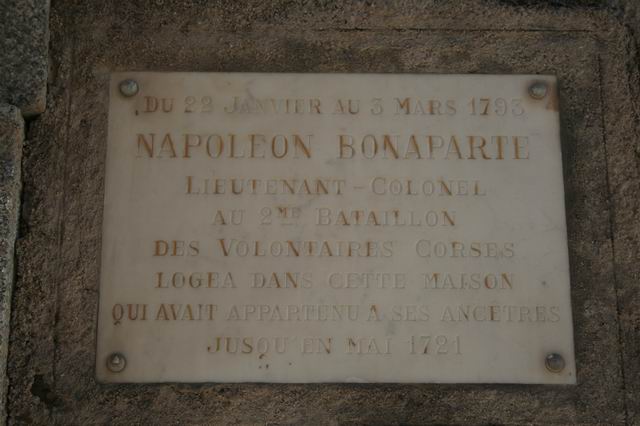 DU 22 JANVIER AU 3 MARS 1793
NAPOLEON BONAPARTE
LIEUTENANT-COLONEL
AU 2ME BATAILLON
DES VOLONTAIRES CORSES
LOGEA DANS CETTE MAISON
QUI AVAIT APPARTENU A SES ANCÊTRES
JUSQU'EN MAI 1721